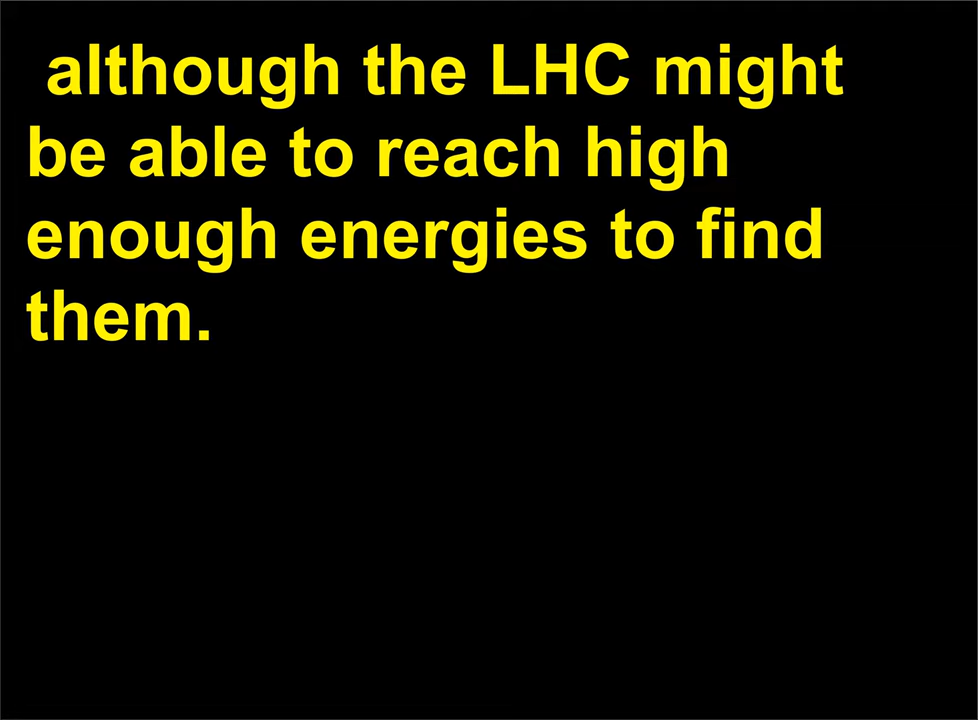 although the LHC might
be able to reach high
enough energies to find
them.